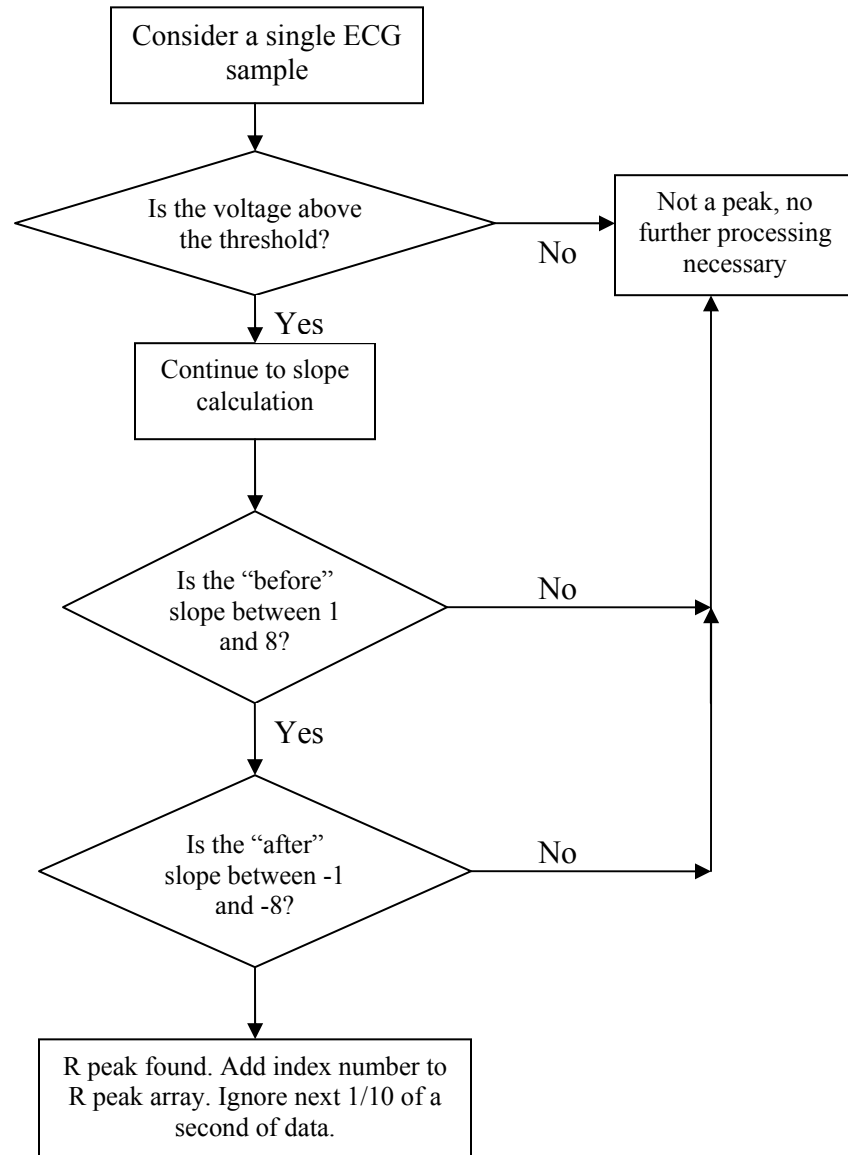 Consider a single ECG
sample
Is the voltage above
the threshold?
No
Not a peak, no
further processing
necessary
Yes
Continue to slope
calculation
Is the “before”
slope between 1
and 8?
No
Yes
Is the “after”
slope between -1
and -8?
No
R peak found. Add index number to
R peak array. Ignore next 1/10 of a
second of data.